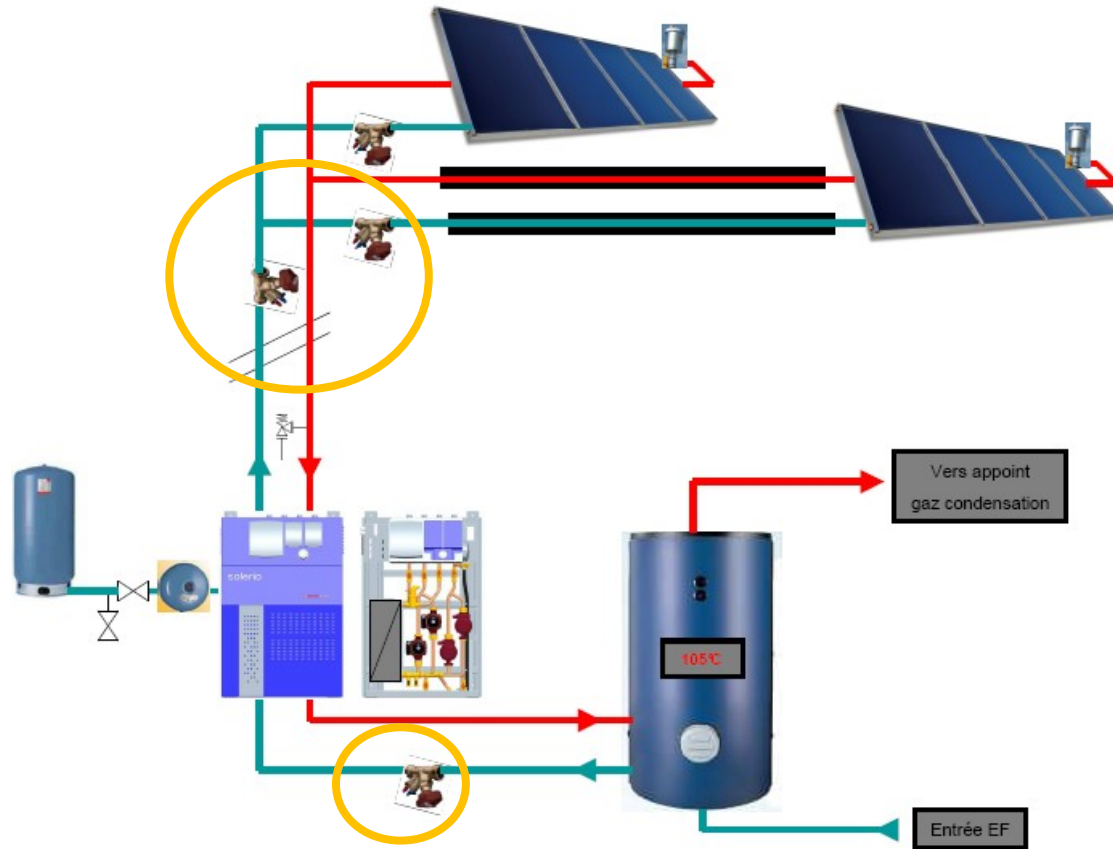 Vers appoint
gaz condensation
solerio
105°C
Entrée EF